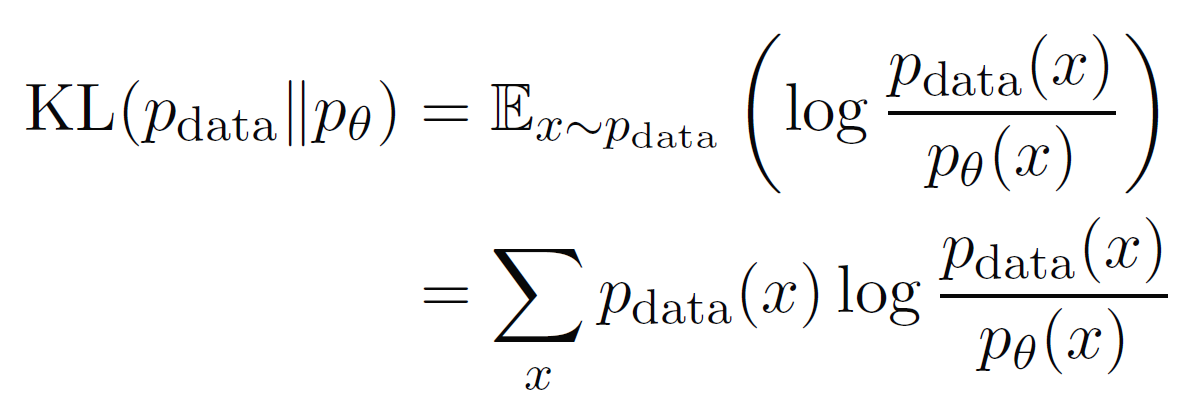 KL(p_data‖p_θ) = 𝔼_{x∼p_data} ( log p_data(x) / p_θ(x) )
= ∑_x p_data(x) log p_data(x) / p_θ(x)